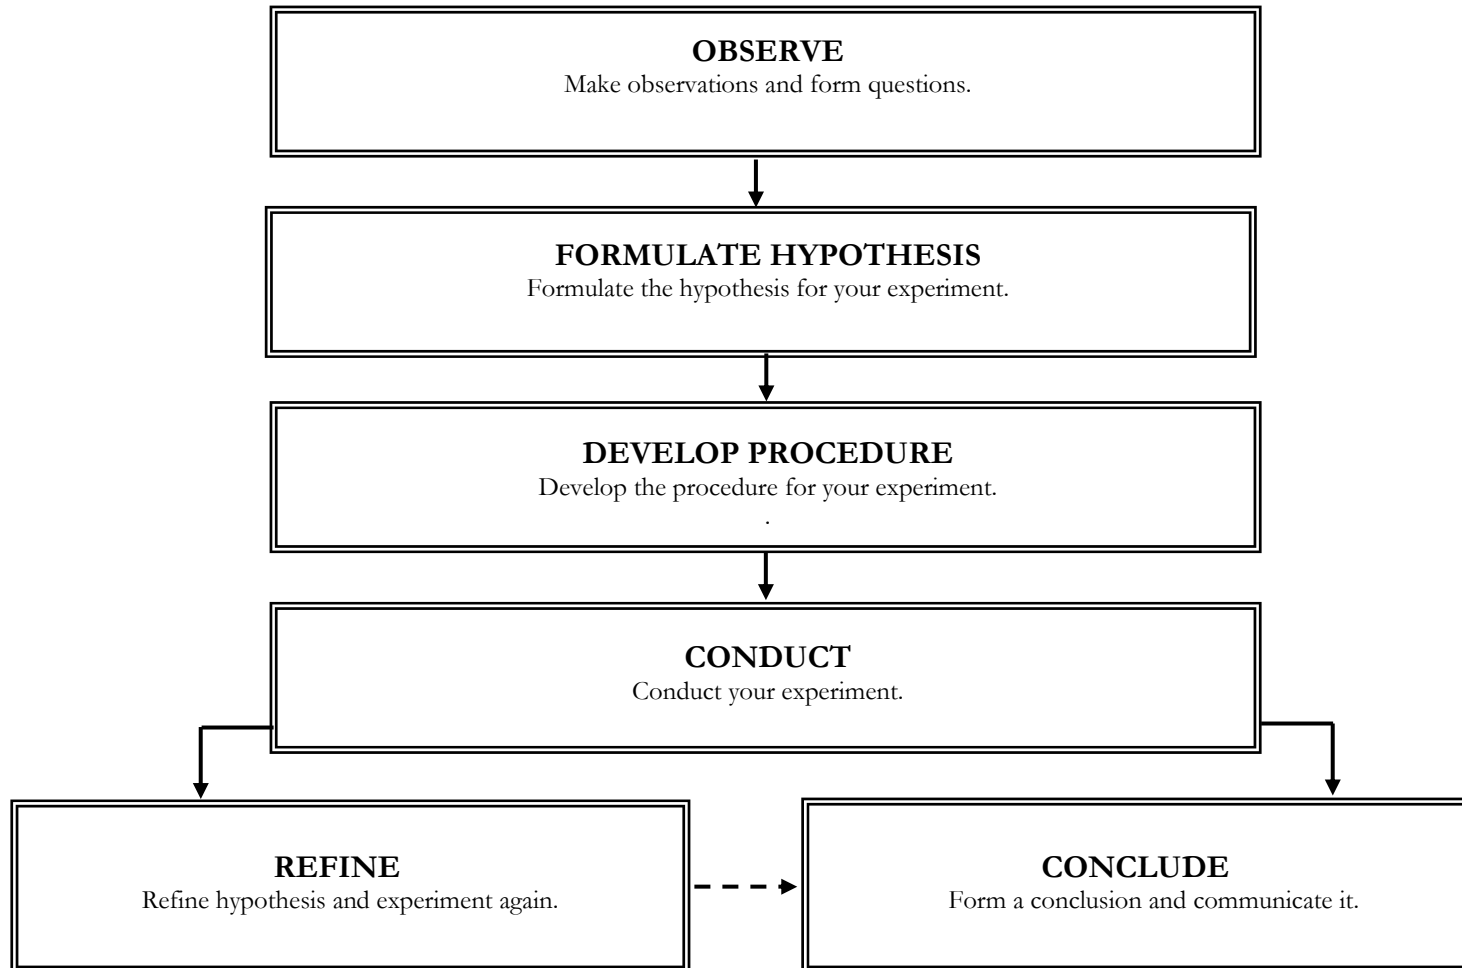 OBSERVE
Make observations and form questions.
FORMULATE HYPOTHESIS
Formulate the hypothesis for your experiment.
DEVELOP PROCEDURE
Develop the procedure for your experiment.
.
CONDUCT
Conduct your experiment.
REFINE
Refine hypothesis and experiment again.
CONCLUDE
Form a conclusion and communicate it.